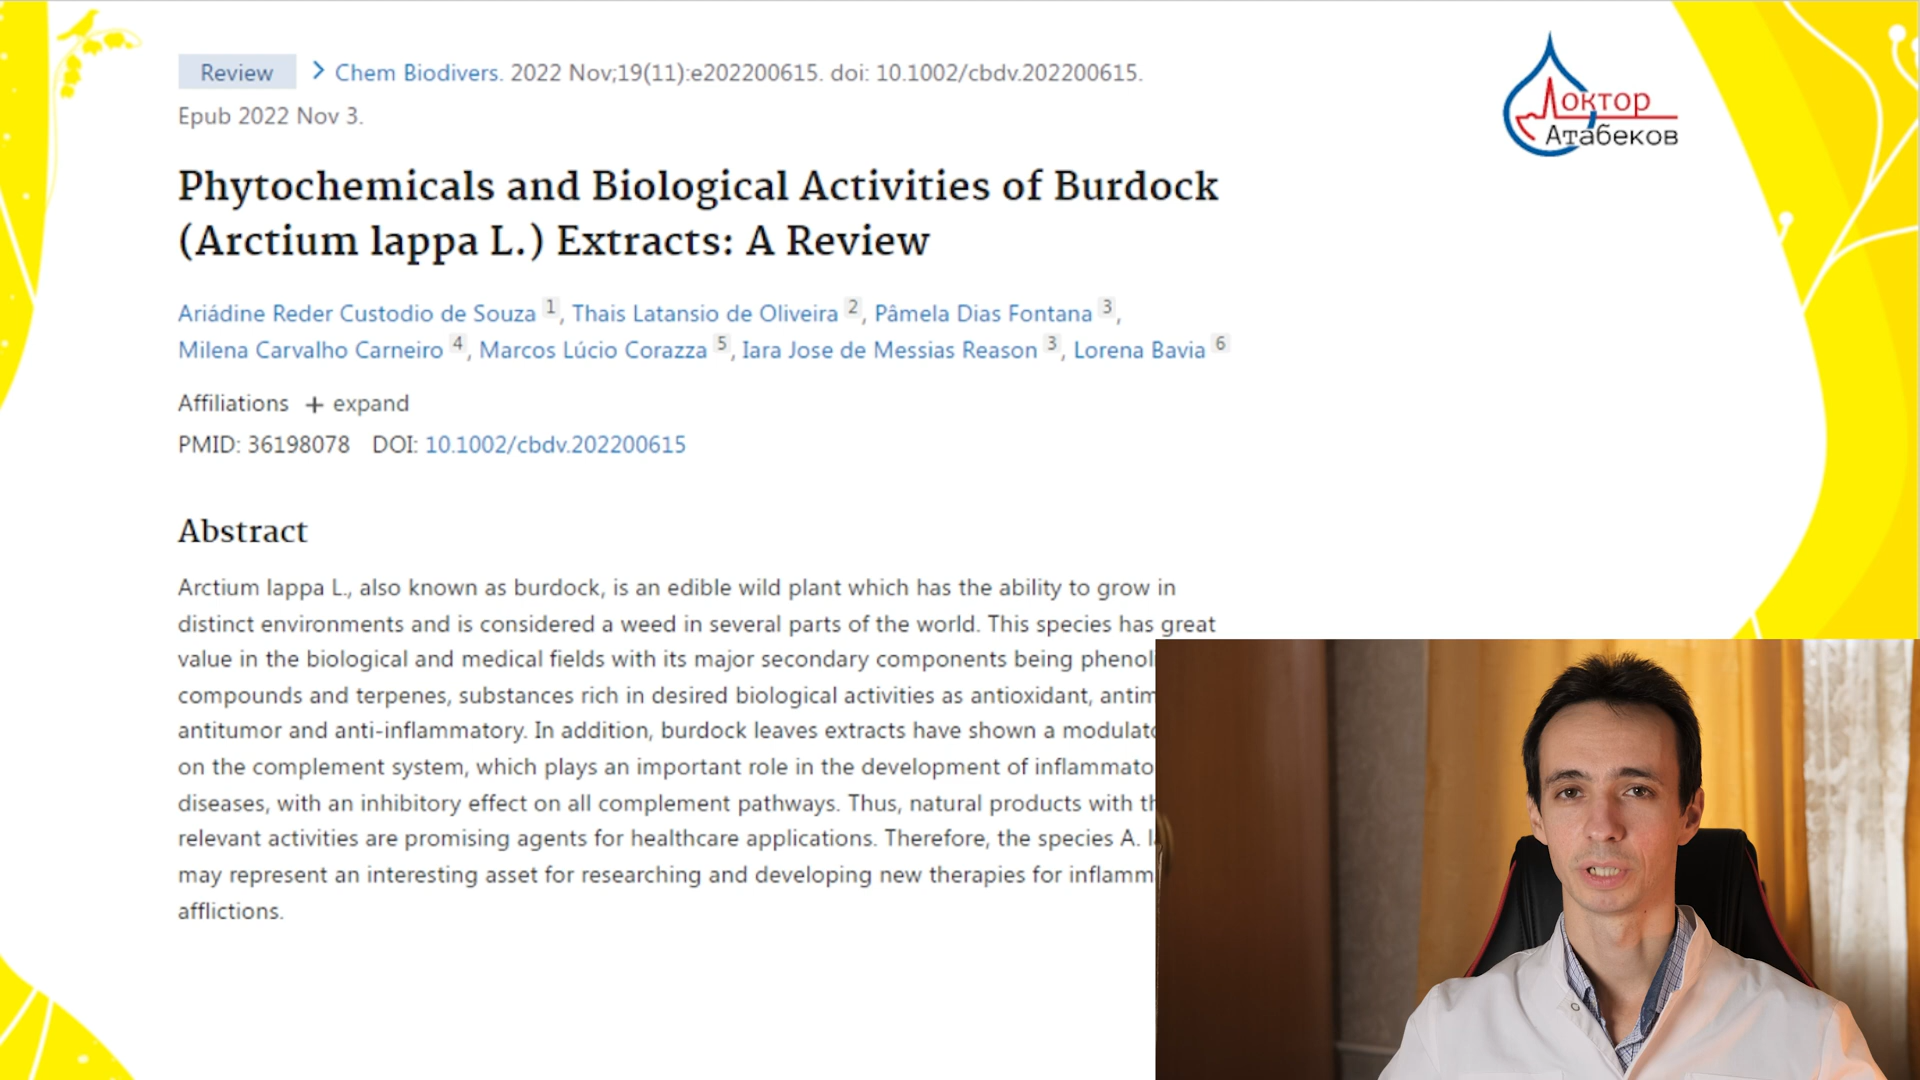 Review > Chem Biodivers. 2022 Nov;19(11):e202200615. doi: 10.1002/cbdv.202200615.
Epub 2022 Nov 3.
Доктор
Атабеков
Phytochemicals and Biological Activities of Burdock
(Arctium lappa L.) Extracts: A Review
Ariádine Reder Custodio de Souza 1, Thais Latansio de Oliveira 2, Pâmela Dias Fontana 3,
Milena Carvalho Carneiro 4, Marcos Lúcio Corazza 5, Iara Jose de Messias Reason 3, Lorena Bavia 6
Affiliations + expand
PMID: 36198078 DOI: 10.1002/cbdv.202200615
Abstract
Arctium lappa L., also known as burdock, is an edible wild plant which has the ability to grow in
distinct environments and is considered a weed in several parts of the world. This species has great
value in the biological and medical fields with its major secondary components being phenoli
compounds and terpenes, substances rich in desired biological activities as antioxidant, antim
antitumor and anti-inflammatory. In addition, burdock leaves extracts have shown a modulato
on the complement system, which plays an important role in the development of inflammato
diseases, with an inhibitory effect on all complement pathways. Thus, natural products with th
relevant activities are promising agents for healthcare applications. Therefore, the species A. l
may represent an interesting asset for researching and developing new therapies for inflamm
afflictions.